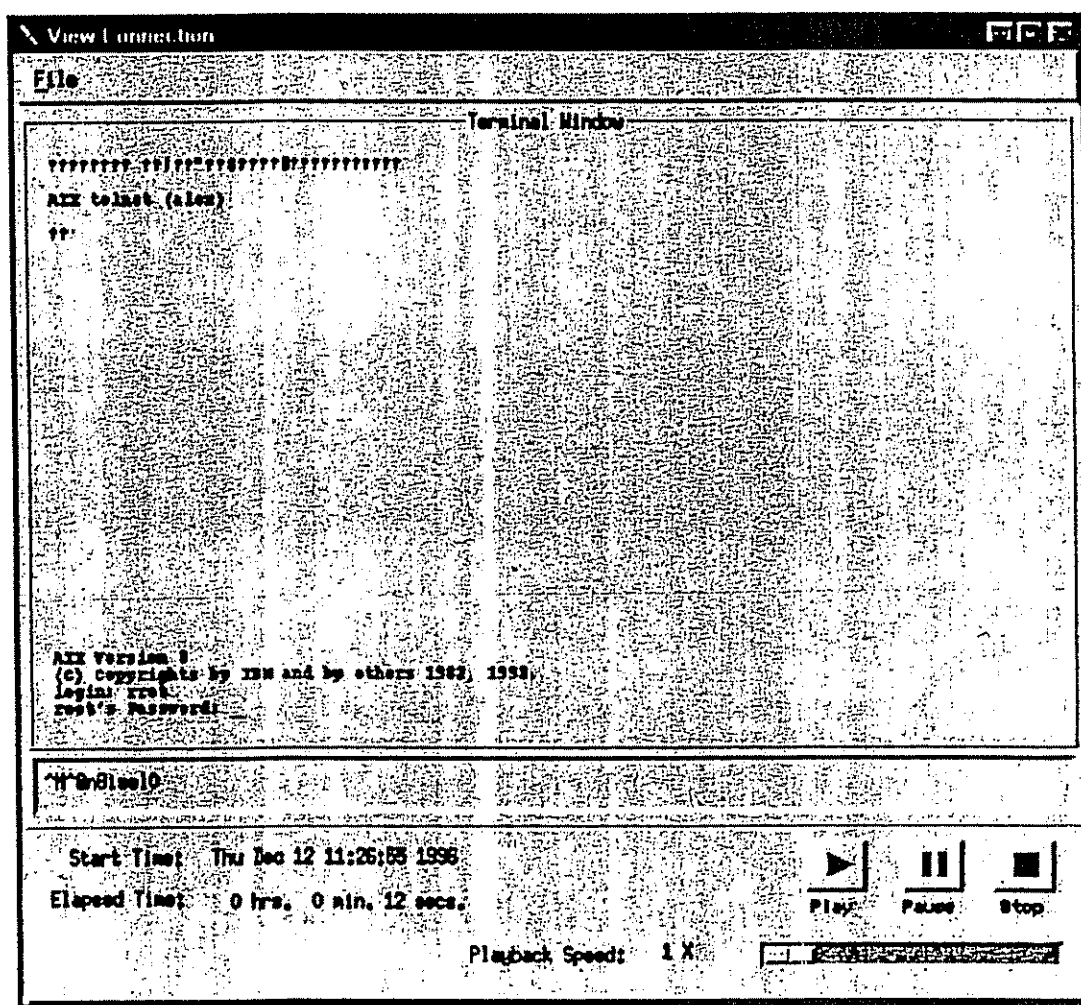 View Connection
File
Terminal Window
AIX telnet (alex)
AIX Version 3
(C) Copyrights by IBM and by others 1982,
login:
root's Password:
Start Time: Thu Dec 12 11:26:55 1996
Elapsed Time: 0 hrs. 0 min. 12 secs.
Play Pause Stop
Playback Speed: 1 X